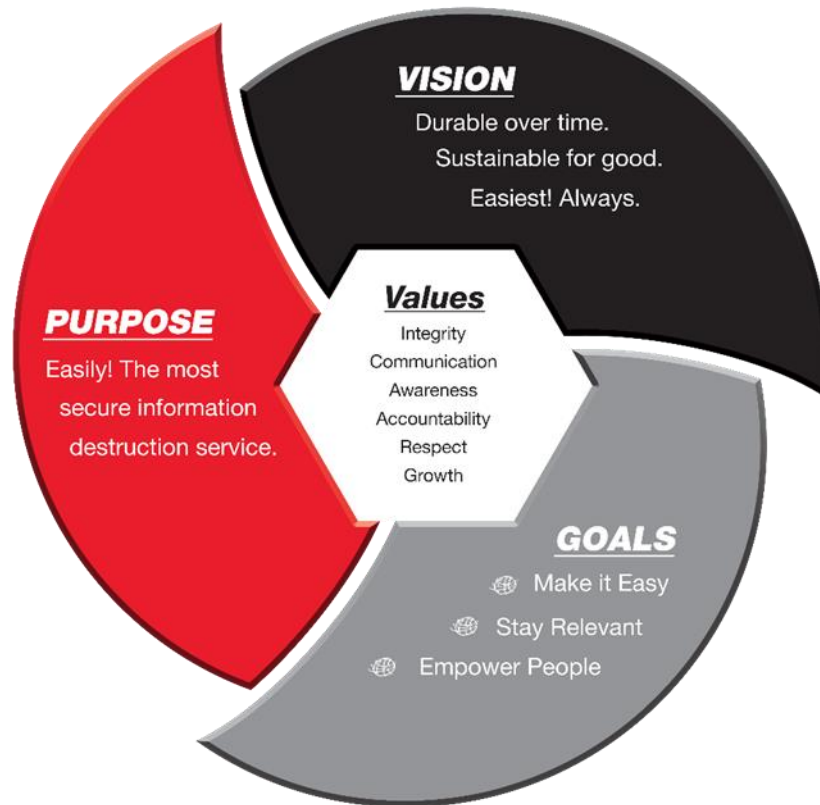 VISION
Durable over time.
Sustainable for good.
Easiest! Always.
PURPOSE
Easily! The most
secure information
destruction service.
Values
Integrity
Communication
Awareness
Accountability
Respect
Growth
GOALS
Make it Easy
Stay Relevant
Empower People